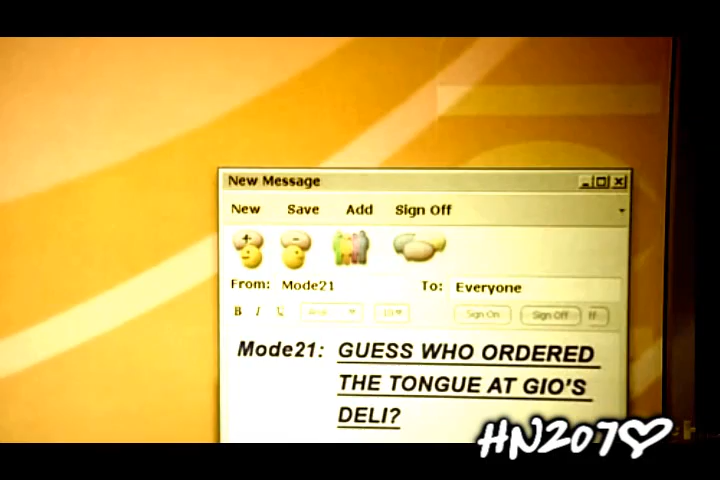 New Message
New Save Add Sign Off
From: Mode21 To: Everyone
B I U Sign On Sign Off ff
Mode21: GUESS WHO ORDERED
THE TONGUE AT GIO'S
DELI?
HN207